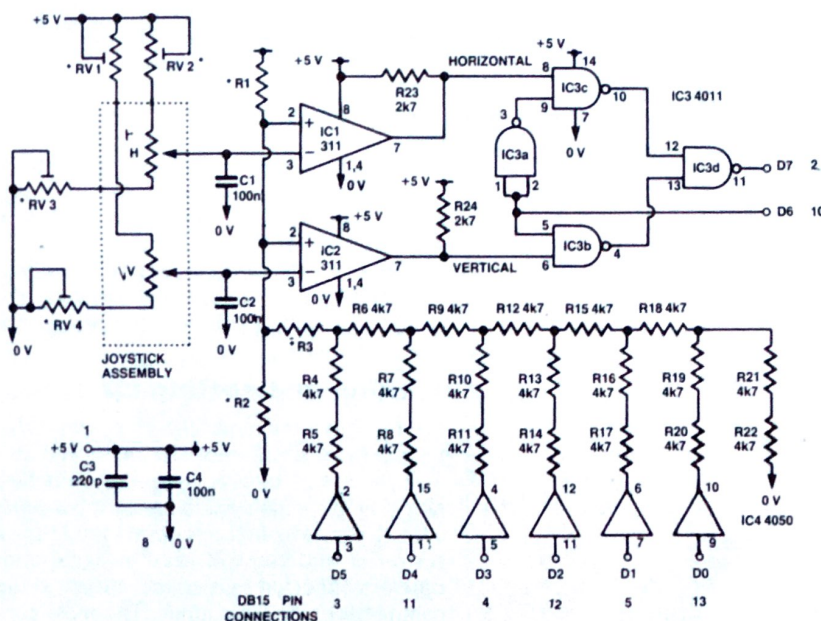 +5 V
* RV 1
RV 2 *
* R1
+5 V
R23
2k7
HORIZONTAL
+5 V
14
8
9
IC3c
10
7
0 V
IC3 4011
2
+
3
−
8
IC1
311
1,4
7
0 V
3
IC3a
1
2
12
13
IC3d
11
D7
2
D6
10
H
C1
100n
0 V
* RV 3
+5 V
R24
2k7
5
6
IC3b
4
+5 V
8
2
+
3
−
IC2
311
1,4
7
0 V
VERTICAL
V
C2
100n
0 V
* RV 4
0 V
JOYSTICK
ASSEMBLY
* R3
R6 4k7
R9 4k7
R12 4k7
R15 4k7
R18 4k7
* R2
0 V
R4
4k7
R7
4k7
R10
4k7
R13
4k7
R16
4k7
R19
4k7
R21
4k7
R5
4k7
R8
4k7
R11
4k7
R14
4k7
R17
4k7
R20
4k7
R22
4k7
0 V
IC4 4050
1
+5 V
+5 V
C3
220 p
C4
100n
8
0 V
2
15
4
12
6
10
3
11
5
11
7
9
D5
D4
D3
D2
D1
D0
DB15 PIN
CONNECTIONS
3
11
4
12
5
13